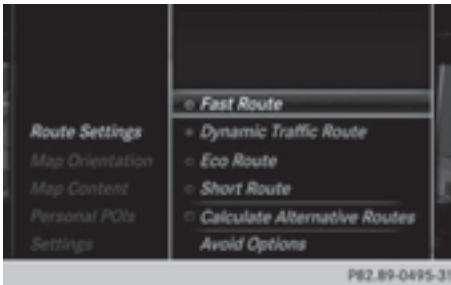 Fast Route
Route Settings
Dynamic Traffic Route
Map Orientation
Eco Route
Map Content
Short Route
Personal POIs
Calculate Alternative Routes
Settings
Avoid Options
P82.89-0495-31